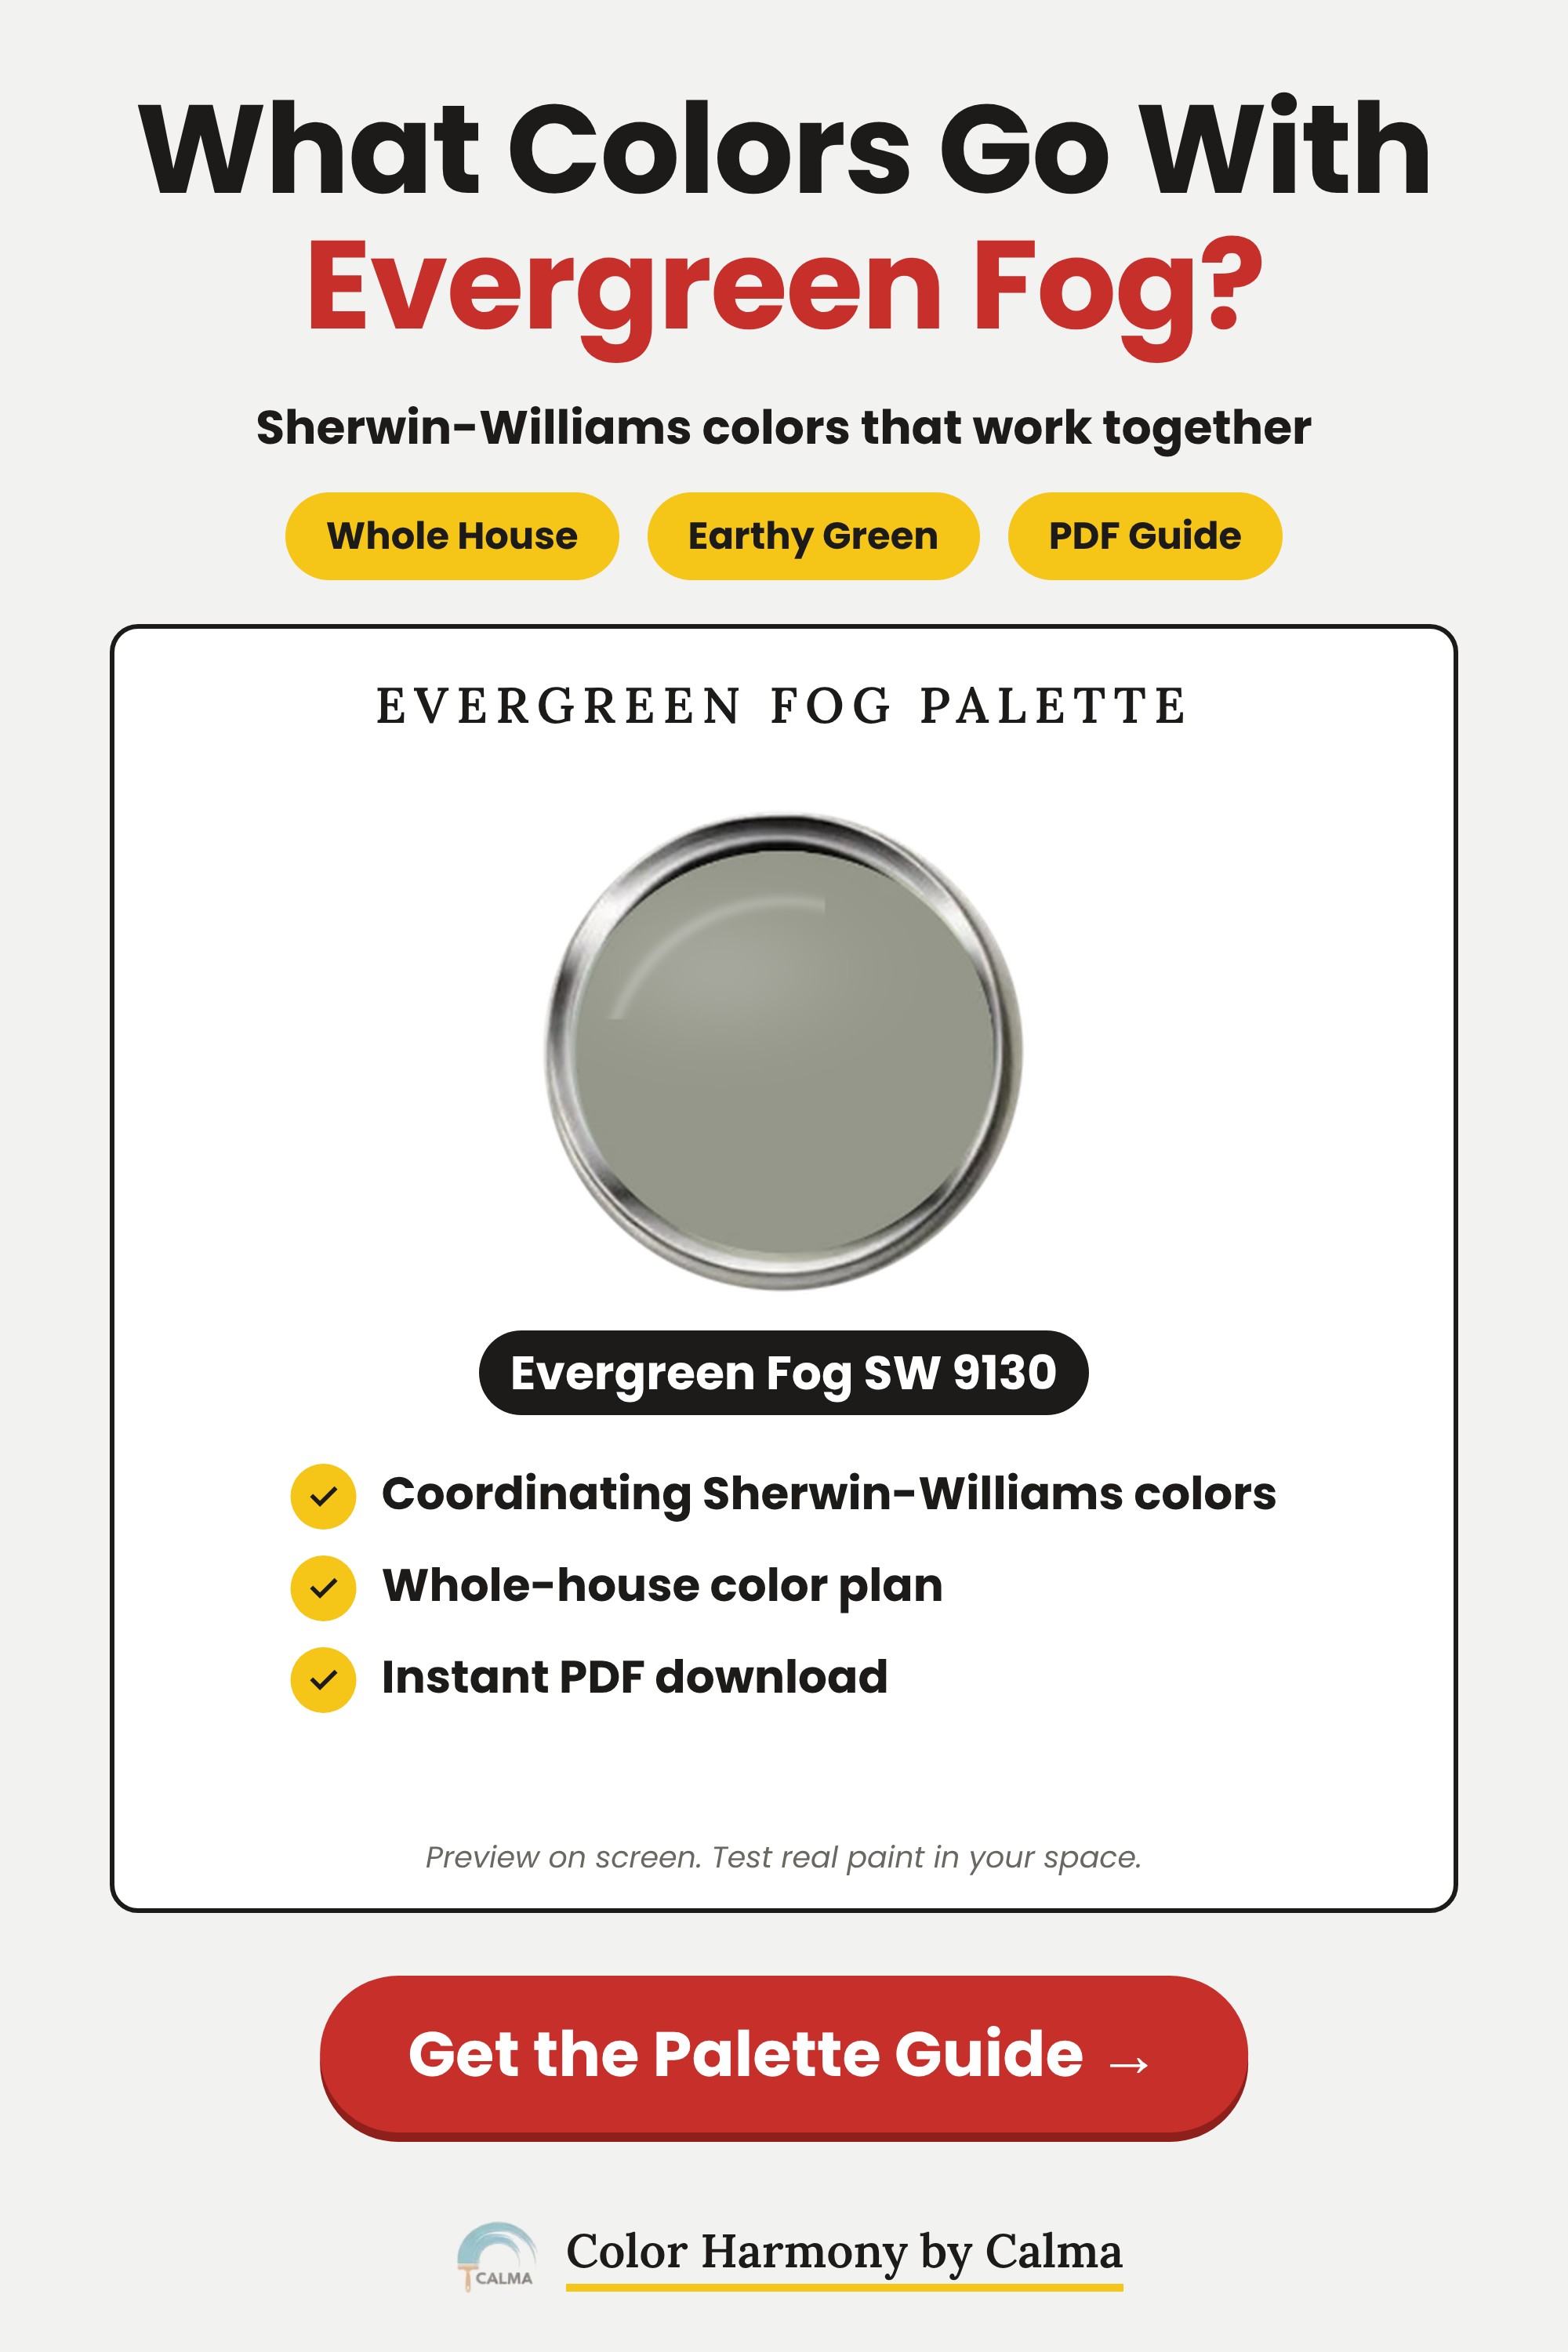 What Colors Go With
Evergreen Fog?
Sherwin-Williams colors that work together
Whole House
Earthy Green
PDF Guide
EVERGREEN FOG PALETTE
Evergreen Fog SW 9130
Coordinating Sherwin-Williams colors
Whole-house color plan
Instant PDF download
Preview on screen. Test real paint in your space.
Get the Palette Guide →
CALMA
Color Harmony by Calma